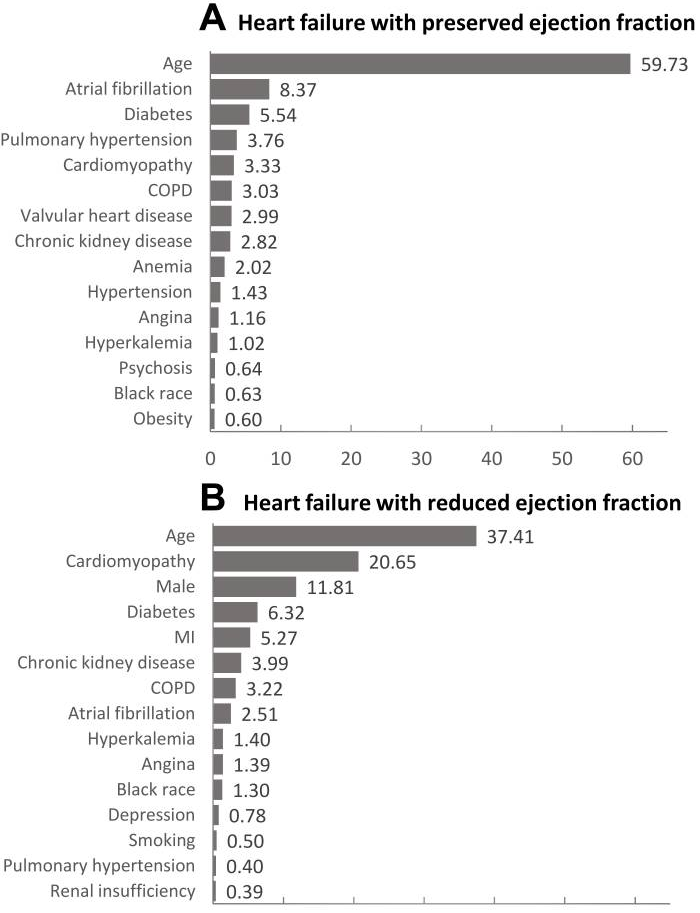 A Heart failure with preserved ejection fraction
Age 59.73
Atrial fibrillation 8.37
Diabetes 5.54
Pulmonary hypertension 3.76
Cardiomyopathy 3.33
COPD 3.03
Valvular heart disease 2.99
Chronic kidney disease 2.82
Anemia 2.02
Hypertension 1.43
Angina 1.16
Hyperkalemia 1.02
Psychosis 0.64
Black race 0.63
Obesity 0.60
0 10 20 30 40 50 60
B Heart failure with reduced ejection fraction
Age 37.41
Cardiomyopathy 20.65
Male 11.81
Diabetes 6.32
MI 5.27
Chronic kidney disease 3.99
COPD 3.22
Atrial fibrillation 2.51
Hyperkalemia 1.40
Angina 1.39
Black race 1.30
Depression 0.78
Smoking 0.50
Pulmonary hypertension 0.40
Renal insufficiency 0.39